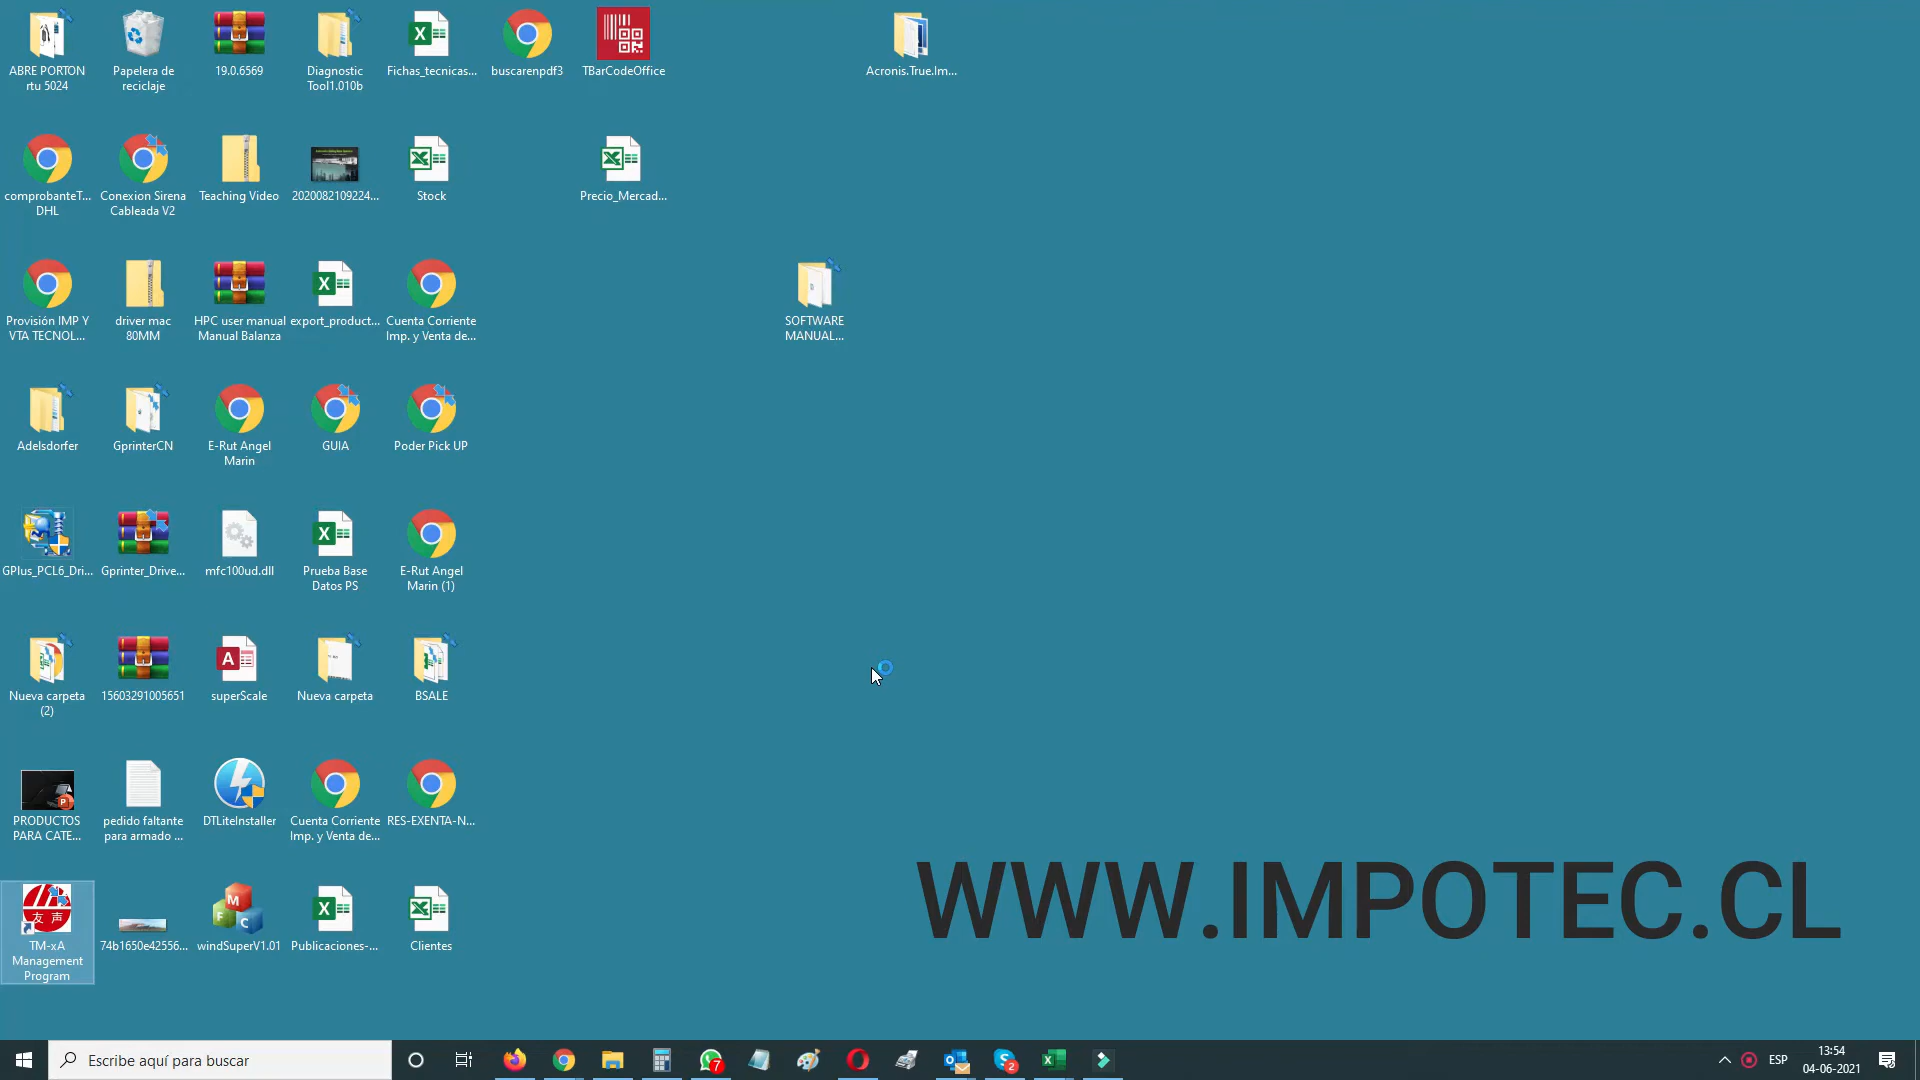 ABRE PORTON
rtu 5024
Papelera de
reciclaje
19.0.6569
Diagnostic
Tool1.010b
Fichas_tecnicas...
buscarenpdf3
TBarCodeOffice
Acronis.True.Im...
comprobanteT...
DHL
Conexion Sirena
Cableada V2
Teaching Video
2020082109224...
Stock
Precio_Mercad...
Provisión IMP Y
VTA TECNOL...
driver mac
80MM
HPC user manual
Manual Balanza
export_product...
Cuenta Corriente
Imp. y Venta de...
SOFTWARE
MANUAL...
Adelsdorfer
GprinterCN
E-Rut Angel
Marin
GUIA
Poder Pick UP
GPlus_PCL6_Dri...
Gprinter_Drive...
mfc100ud.dll
Prueba Base
Datos PS
E-Rut Angel
Marin (1)
Nueva carpeta
(2)
15603291005651
superScale
Nueva carpeta
BSALE
PRODUCTOS
PARA CATE...
pedido faltante
para armado ...
DTLiteInstaller
Cuenta Corriente
Imp. y Venta de...
RES-EXENTA-N...
友声
TM-xA
Management
Program
74b1650e42556...
M
F
C
windSuperV1.01
Publicaciones-...
Clientes
WWW.IMPOTEC.CL
Escribe aquí para buscar
7
2
ESP
13:54
04-06-2021